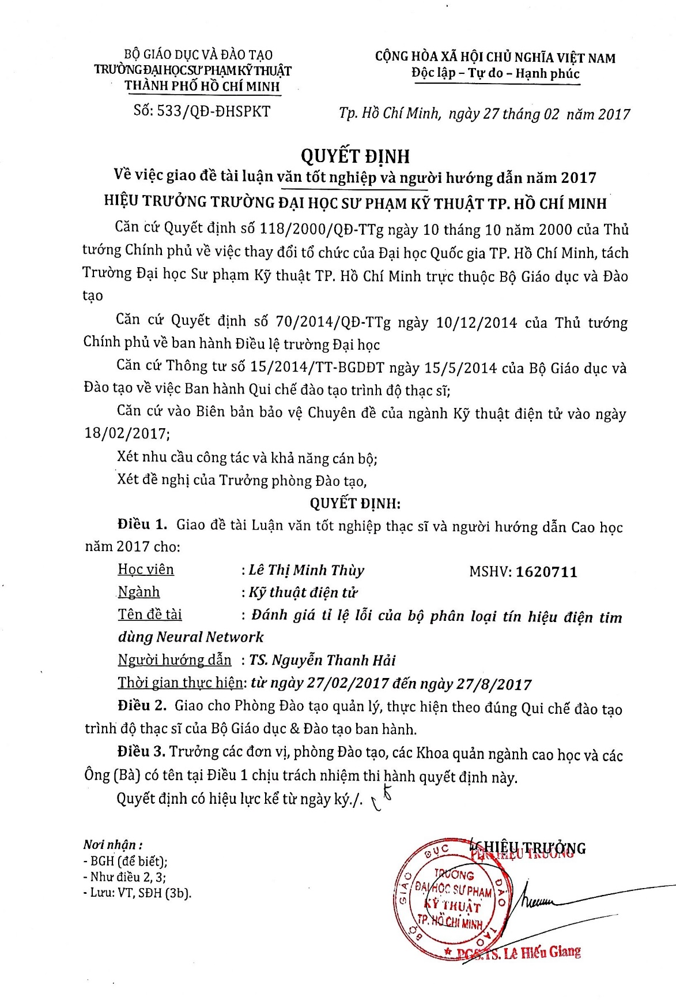 BỘ GIÁO DỤC VÀ ĐÀO TẠO
TRƯỜNG ĐẠI HỌC SƯ PHẠM KỸ THUẬT
THÀNH PHỐ HỒ CHÍ MINH
Số: 533/QĐ-ĐHSPKT
CỘNG HÒA XÃ HỘI CHỦ NGHĨA VIỆT NAM
Độc lập – Tự do – Hạnh phúc
Tp. Hồ Chí Minh, ngày 27 tháng 02 năm 2017
QUYẾT ĐỊNH
Về việc giao đề tài luận văn tốt nghiệp và người hướng dẫn năm 2017
HIỆU TRƯỞNG TRƯỜNG ĐẠI HỌC SƯ PHẠM KỸ THUẬT TP. HỒ CHÍ MINH
Căn cứ Quyết định số 118/2000/QĐ-TTg ngày 10 tháng 10 năm 2000 của Thủ
tướng Chính phủ về việc thay đổi tổ chức của Đại học Quốc gia TP. Hồ Chí Minh, tách
Trường Đại học Sư phạm Kỹ thuật TP. Hồ Chí Minh trực thuộc Bộ Giáo dục và Đào
tạo
Căn cứ Quyết định số 70/2014/QĐ-TTg ngày 10/12/2014 của Thủ tướng
Chính phủ về ban hành Điều lệ trường Đại học
Căn cứ Thông tư số 15/2014/TT-BGDĐT ngày 15/5/2014 của Bộ Giáo dục và
Đào tạo về việc Ban hành Qui chế đào tạo trình độ thạc sĩ;
Căn cứ vào Biên bản bảo vệ Chuyên đề của ngành Kỹ thuật điện tử vào ngày
18/02/2017;
Xét nhu cầu công tác và khả năng cán bộ;
Xét đề nghị của Trưởng phòng Đào tạo,
QUYẾT ĐỊNH:
Điều 1. Giao đề tài Luận văn tốt nghiệp thạc sĩ và người hướng dẫn Cao học
năm 2017 cho:
Học viên : Lê Thị Minh Thùy MSHV: 1620711
Ngành : Kỹ thuật điện tử
Tên đề tài : Đánh giá tỉ lệ lỗi của bộ phân loại tín hiệu điện tim
dùng Neural Network
Người hướng dẫn : TS. Nguyễn Thanh Hải
Thời gian thực hiện: từ ngày 27/02/2017 đến ngày 27/8/2017
Điều 2. Giao cho Phòng Đào tạo quản lý, thực hiện theo đúng Qui chế đào tạo
trình độ thạc sĩ của Bộ Giáo dục & Đào tạo ban hành.
Điều 3. Trưởng các đơn vị, phòng Đào tạo, các Khoa quản ngành cao học và các
Ông (Bà) có tên tại Điều 1 chịu trách nhiệm thi hành quyết định này.
Quyết định có hiệu lực kể từ ngày ký./.
Nơi nhận :
- BGH (để biết);
- Như điều 2, 3;
- Lưu: VT, SĐH (3b).
HIỆU TRƯỞNG
PHÓ HIỆU TRƯỞNG
BỘ GIÁO DỤC ĐÀO TẠO
TRƯỜNG
ĐẠI HỌC SƯ PHẠM
KỸ THUẬT
TP. HỒ CHÍ MINH
PGS.TS. Lê Hiếu Giang